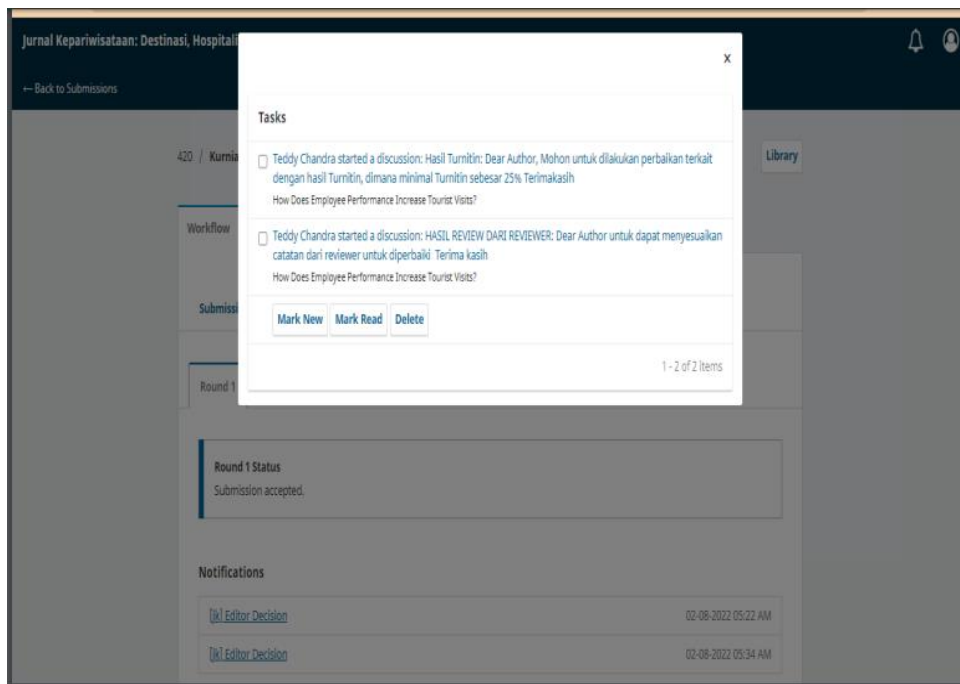 Jurnal Kepariwisataan: Destinasi, Hospitali
← Back to Submissions
x
Tasks
420 / Kurnia
Library
Teddy Chandra started a discussion: Hasil Turnitin: Dear Author, Mohon untuk dilakukan perbaikan terkait
dengan hasil Turnitin, dimana minimal Turnitin sebesar 25% Terimakasih
How Does Employee Performance Increase Tourist Visits?
Workflow
Teddy Chandra started a discussion: HASIL REVIEW DARI REVIEWER: Dear Author untuk dapat menyesuaikan
catatan dari reviewer untuk diperbaiki Terima kasih
How Does Employee Performance Increase Tourist Visits?
Submissi
Mark New Mark Read Delete
1 - 2 of 2 items
Round 1
Round 1 Status
Submission accepted.
Notifications
[jk] Editor Decision 02-08-2022 05:22 AM
[jk] Editor Decision 02-08-2022 05:34 AM